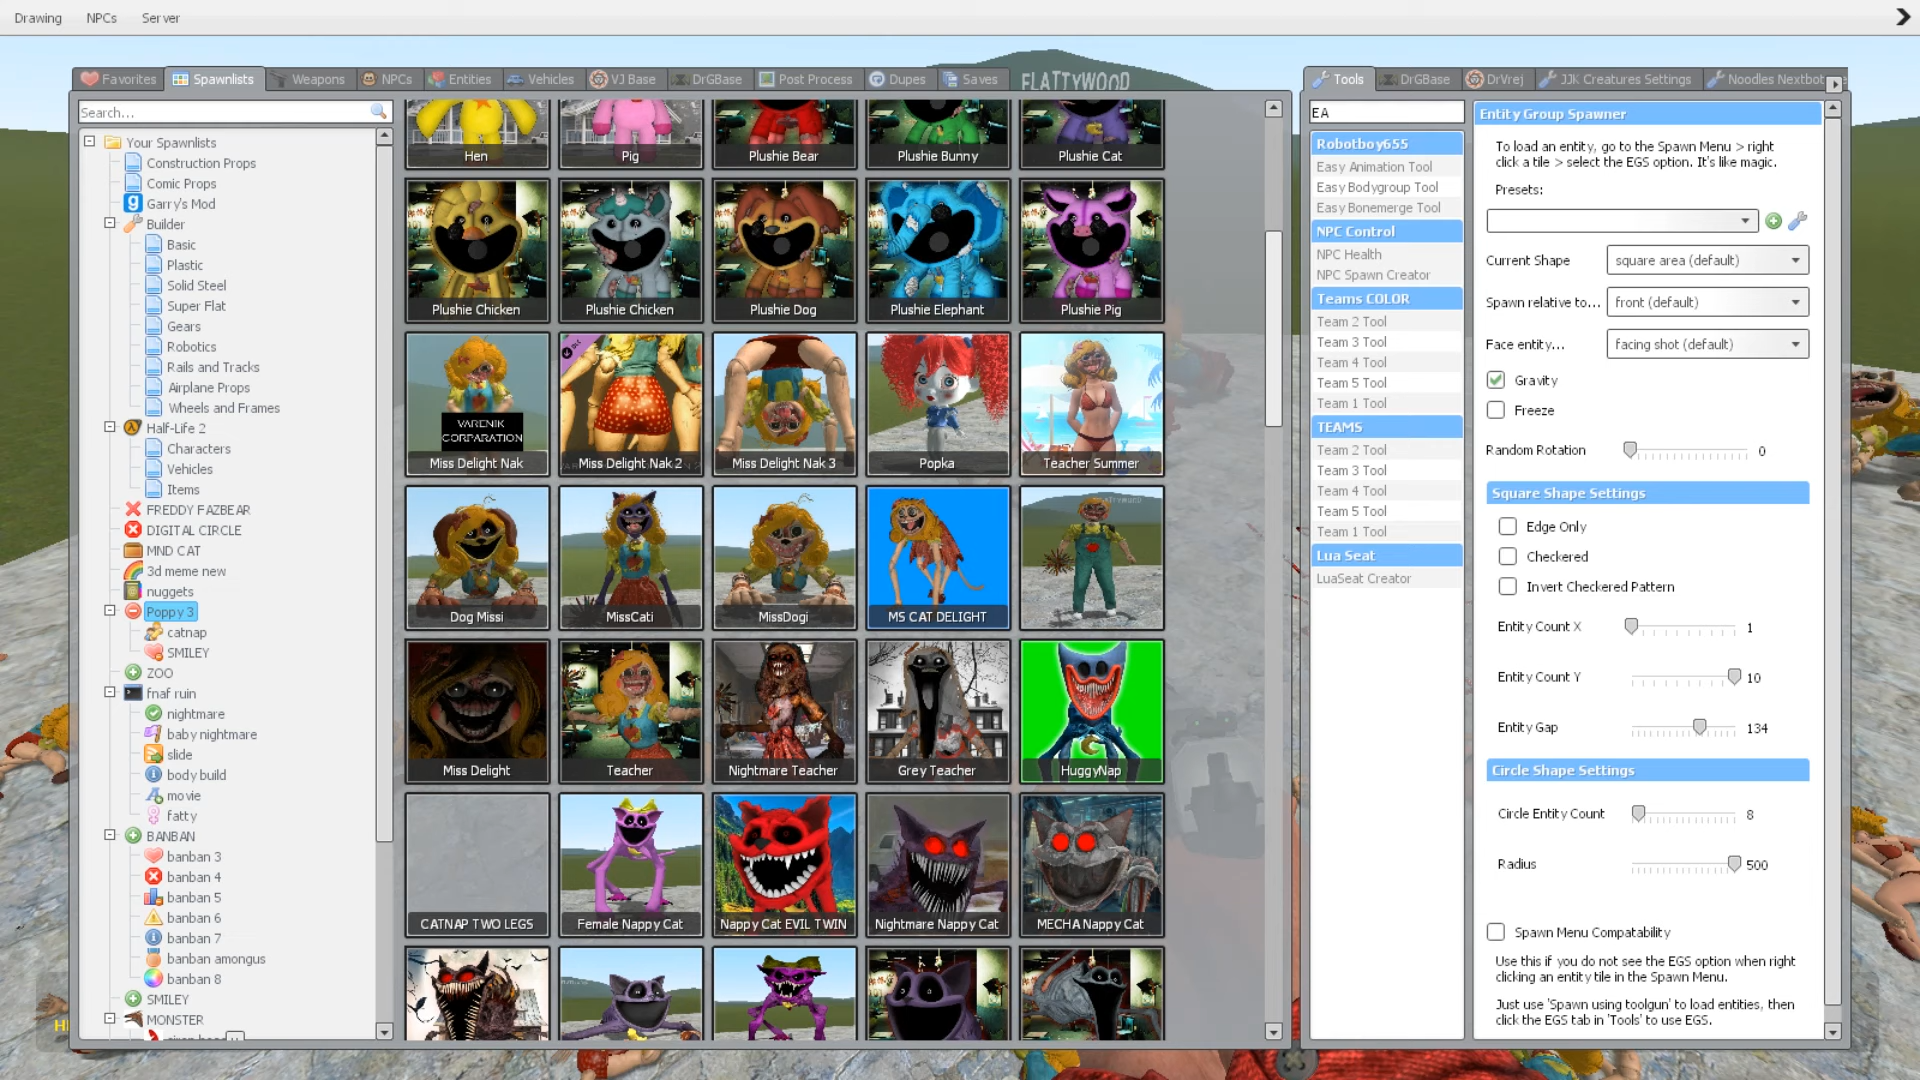 Drawing NPCs Server
Favorites Spawnlists Weapons NPCs Entities Vehicles VJ Base DrGBase Post Process Dupes Saves
FLATTYWOOD
Search...
Your Spawnlists
Construction Props
Comic Props
Garry's Mod
Builder
Basic
Plastic
Solid Steel
Super Flat
Gears
Robotics
Rails and Tracks
Airplane Props
Wheels and Frames
Half-Life 2
Characters
Vehicles
Items
FREDDY FAZBEAR
DIGITAL CIRCLE
MND CAT
3d meme new
nuggets
Poppy 3
catnap
SMILEY
ZOO
fnaf ruin
nightmare
baby nightmare
slide
body build
movie
fatty
BANBAN
banban 3
banban 4
banban 5
banban 6
banban 7
banban amongus
banban 8
SMILEY
MONSTER
Hen Pig Plushie Bear Plushie Bunny Plushie Cat
Plushie Chicken Plushie Chicken Plushie Dog Plushie Elephant Plushie Pig
VARENIK
CORPARATION
Miss Delight Nak Miss Delight Nak 2 Miss Delight Nak 3 Popka Teacher Summer
Dog Missi MissCati MissDogi MS CAT DELIGHT
Miss Delight Teacher Nightmare Teacher Grey Teacher HuggyNap
CATNAP TWO LEGS Female Nappy Cat Nappy Cat EVIL TWIN Nightmare Nappy Cat MECHA Nappy Cat
Tools DrGBase DrVrej JJK Creatures Settings Noodles Nextbot
EA
Robotboy655
Easy Animation Tool
Easy Bodygroup Tool
Easy Bonemerge Tool
NPC Control
NPC Health
NPC Spawn Creator
Teams COLOR
Team 2 Tool
Team 3 Tool
Team 4 Tool
Team 5 Tool
Team 1 Tool
TEAMS
Team 2 Tool
Team 3 Tool
Team 4 Tool
Team 5 Tool
Team 1 Tool
Lua Seat
LuaSeat Creator
Entity Group Spawner
To load an entity, go to the Spawn Menu > right
click a tile > select the EGS option. It's like magic.
Presets:
Current Shape square area (default)
Spawn relative to... front (default)
Face entity... facing shot (default)
Gravity
Freeze
Random Rotation 0
Square Shape Settings
Edge Only
Checkered
Invert Checkered Pattern
Entity Count X 1
Entity Count Y 10
Entity Gap 134
Circle Shape Settings
Circle Entity Count 8
Radius 500
Spawn Menu Compatability
Use this if you do not see the EGS option when right
clicking an entity tile in the Spawn Menu.
Just use 'Spawn using toolgun' to load entities, then
click the EGS tab in 'Tools' to use EGS.